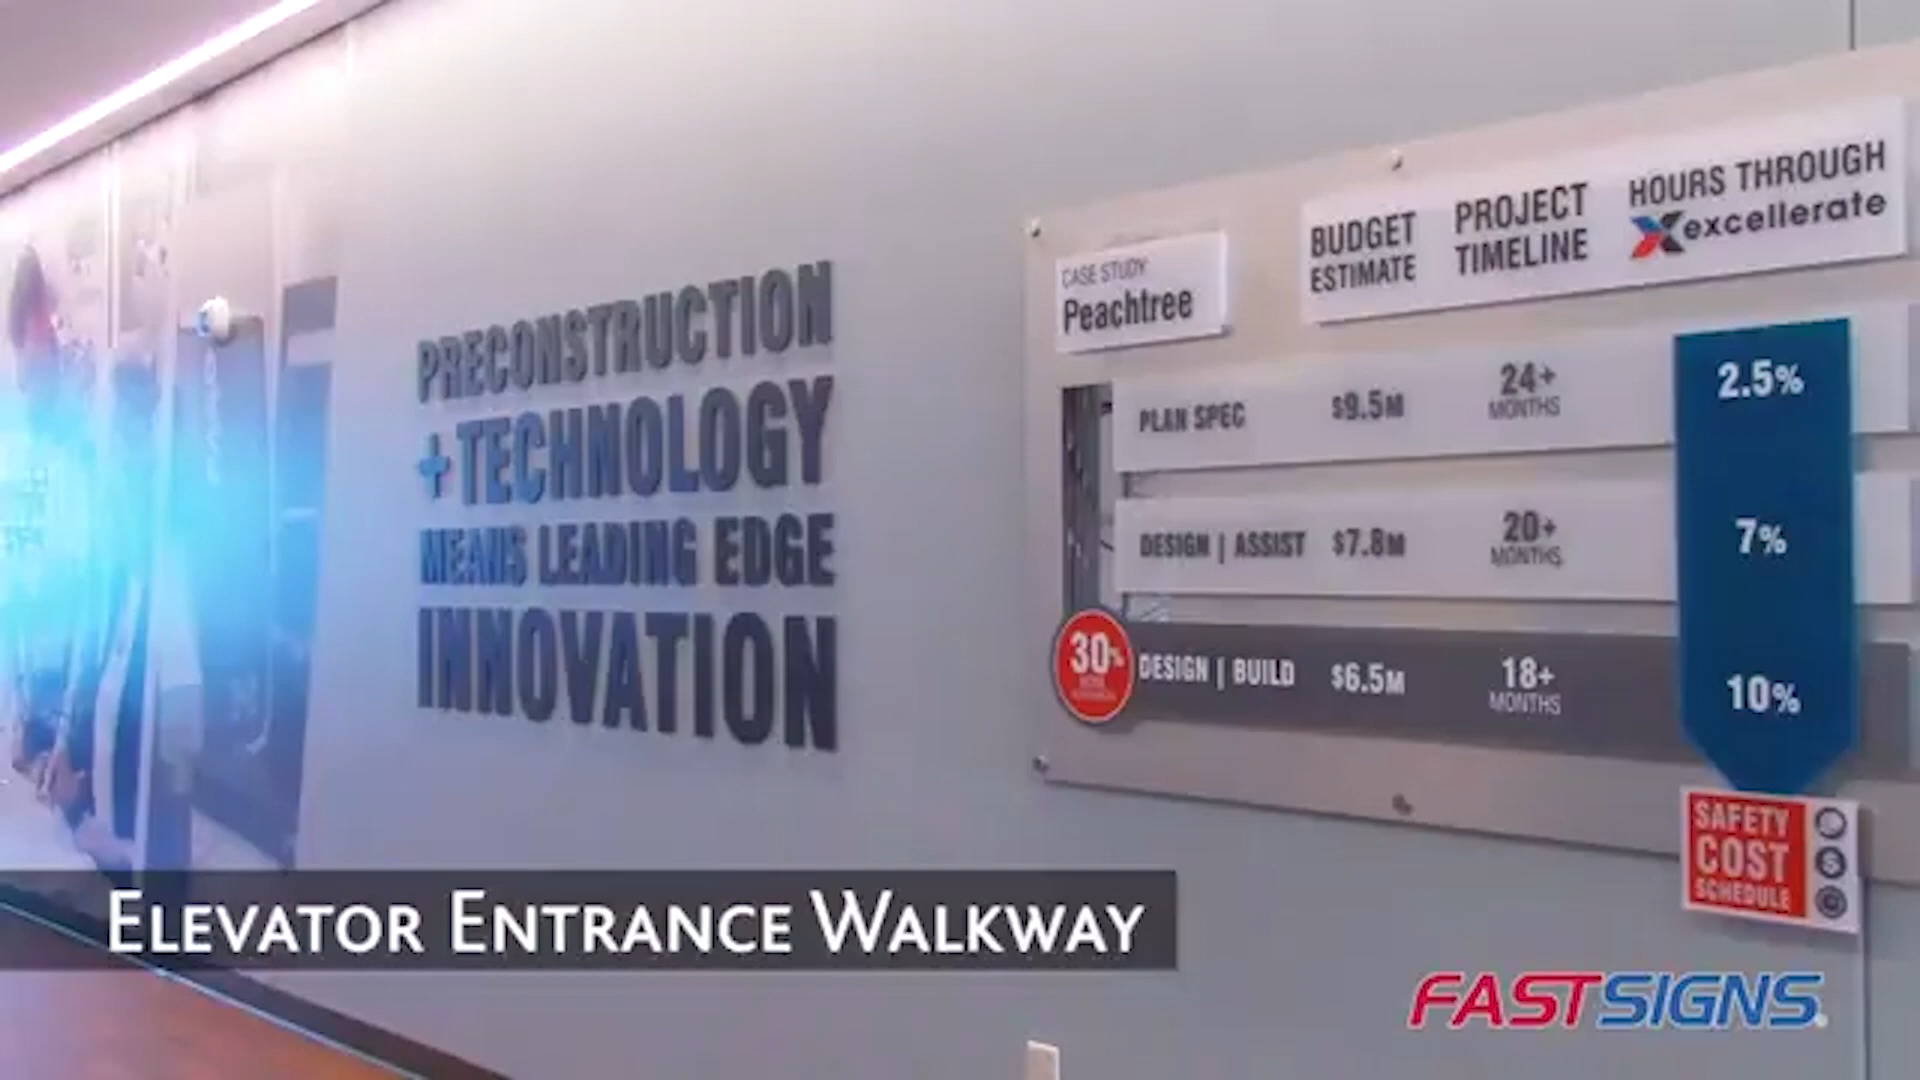 PRECONSTRUCTION
+ TECHNOLOGY
MEANS LEADING EDGE
INNOVATION
CASE STUDY:
Peachtree
BUDGET
ESTIMATE
PROJECT
TIMELINE
HOURS THROUGH
excellerate
PLAN SPEC $9.5M 24+ MONTHS 2.5%
DESIGN | ASSIST $7.8M 20+ MONTHS 7%
30% DESIGN | BUILD $6.5M 18+ MONTHS 10%
SAFETY
COST
SCHEDULE
ELEVATOR ENTRANCE WALKWAY
FASTSIGNS